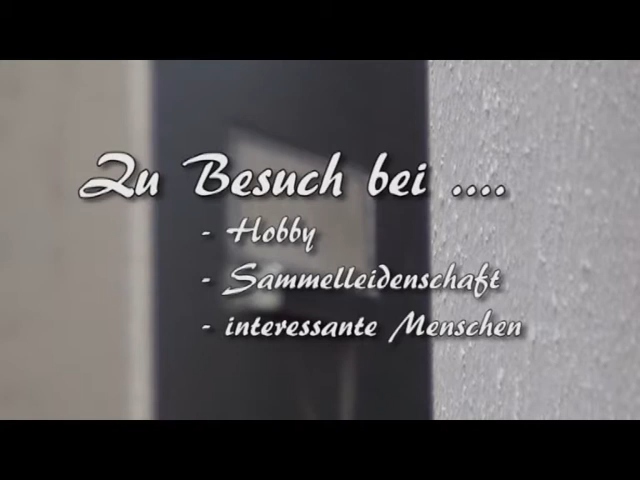 Zu Besuch bei ....
- Hobby
- Sammelleidenschaft
- interessante Menschen